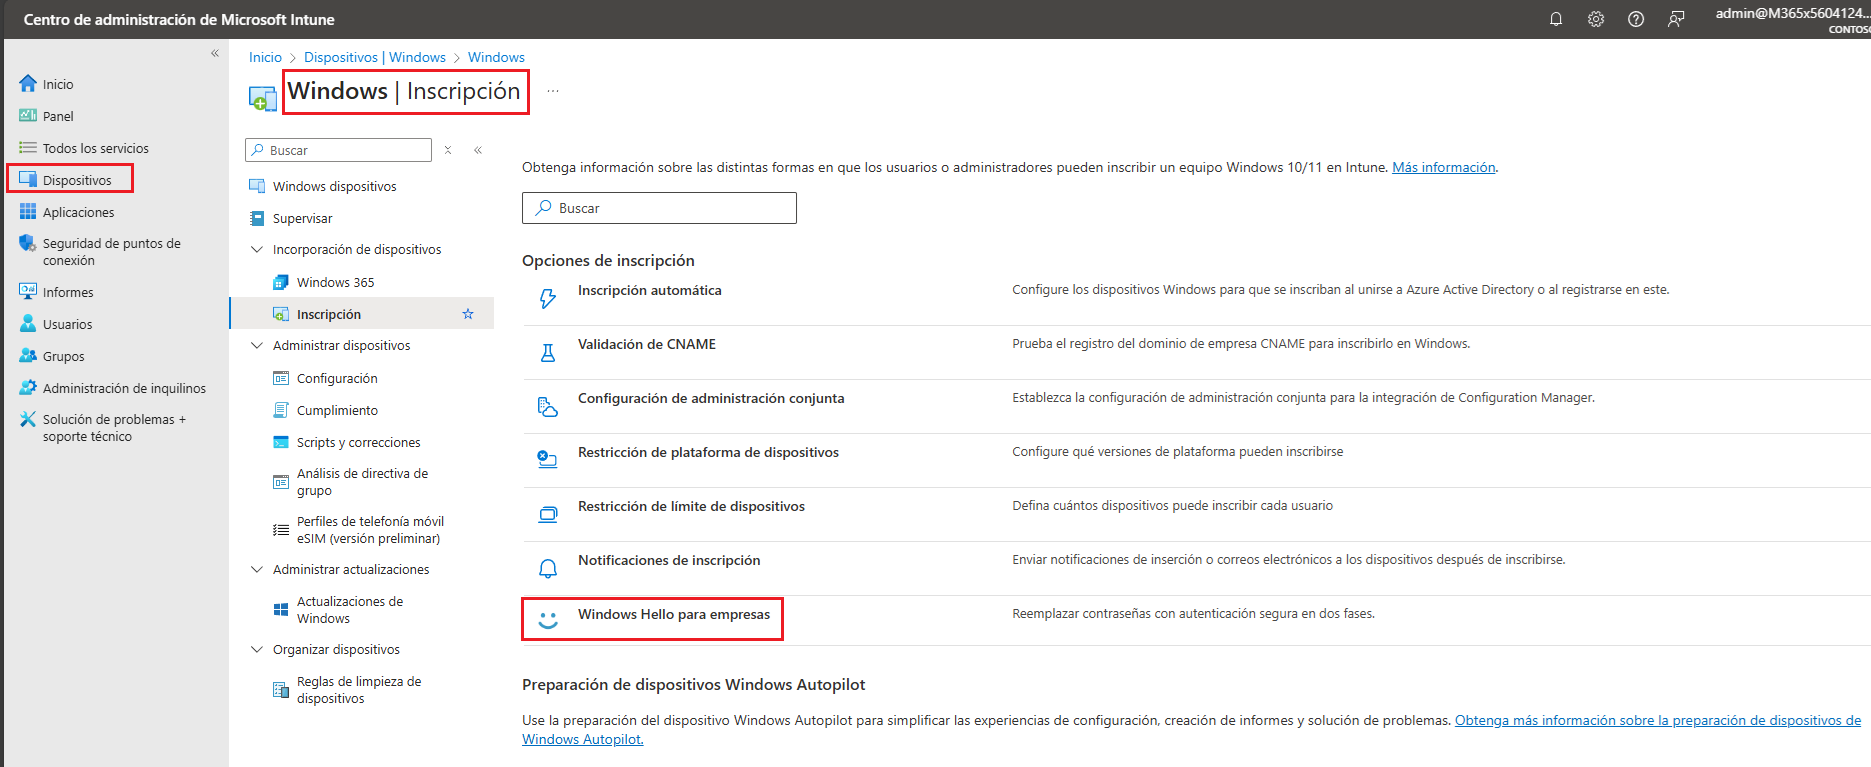 Centro de administración de Microsoft Intune
admin@M365x5604124...
CONTOSO
Inicio
Panel
Todos los servicios
Dispositivos
Aplicaciones
Seguridad de puntos de
conexión
Informes
Usuarios
Grupos
Administración de inquilinos
Solución de problemas +
soporte técnico
Inicio > Dispositivos | Windows > Windows
Windows | Inscripción ...
Buscar
Windows dispositivos
Supervisar
Incorporación de dispositivos
Windows 365
Inscripción
Administrar dispositivos
Configuración
Cumplimiento
Scripts y correcciones
Análisis de directiva de
grupo
Perfiles de telefonía móvil
eSIM (versión preliminar)
Administrar actualizaciones
Actualizaciones de
Windows
Organizar dispositivos
Reglas de limpieza de
dispositivos
Obtenga información sobre las distintas formas en que los usuarios o administradores pueden inscribir un equipo Windows 10/11 en Intune. Más información.
Buscar
Opciones de inscripción
Inscripción automática
Configure los dispositivos Windows para que se inscriban al unirse a Azure Active Directory o al registrarse en este.
Validación de CNAME
Prueba el registro del dominio de empresa CNAME para inscribirlo en Windows.
Configuración de administración conjunta
Establezca la configuración de administración conjunta para la integración de Configuration Manager.
Restricción de plataforma de dispositivos
Configure qué versiones de plataforma pueden inscribirse
Restricción de límite de dispositivos
Defina cuántos dispositivos puede inscribir cada usuario
Notificaciones de inscripción
Enviar notificaciones de inserción o correos electrónicos a los dispositivos después de inscribirse.
Windows Hello para empresas
Reemplazar contraseñas con autenticación segura en dos fases.
Preparación de dispositivos Windows Autopilot
Use la preparación del dispositivo Windows Autopilot para simplificar las experiencias de configuración, creación de informes y solución de problemas. Obtenga más información sobre la preparación de dispositivos de
Windows Autopilot.